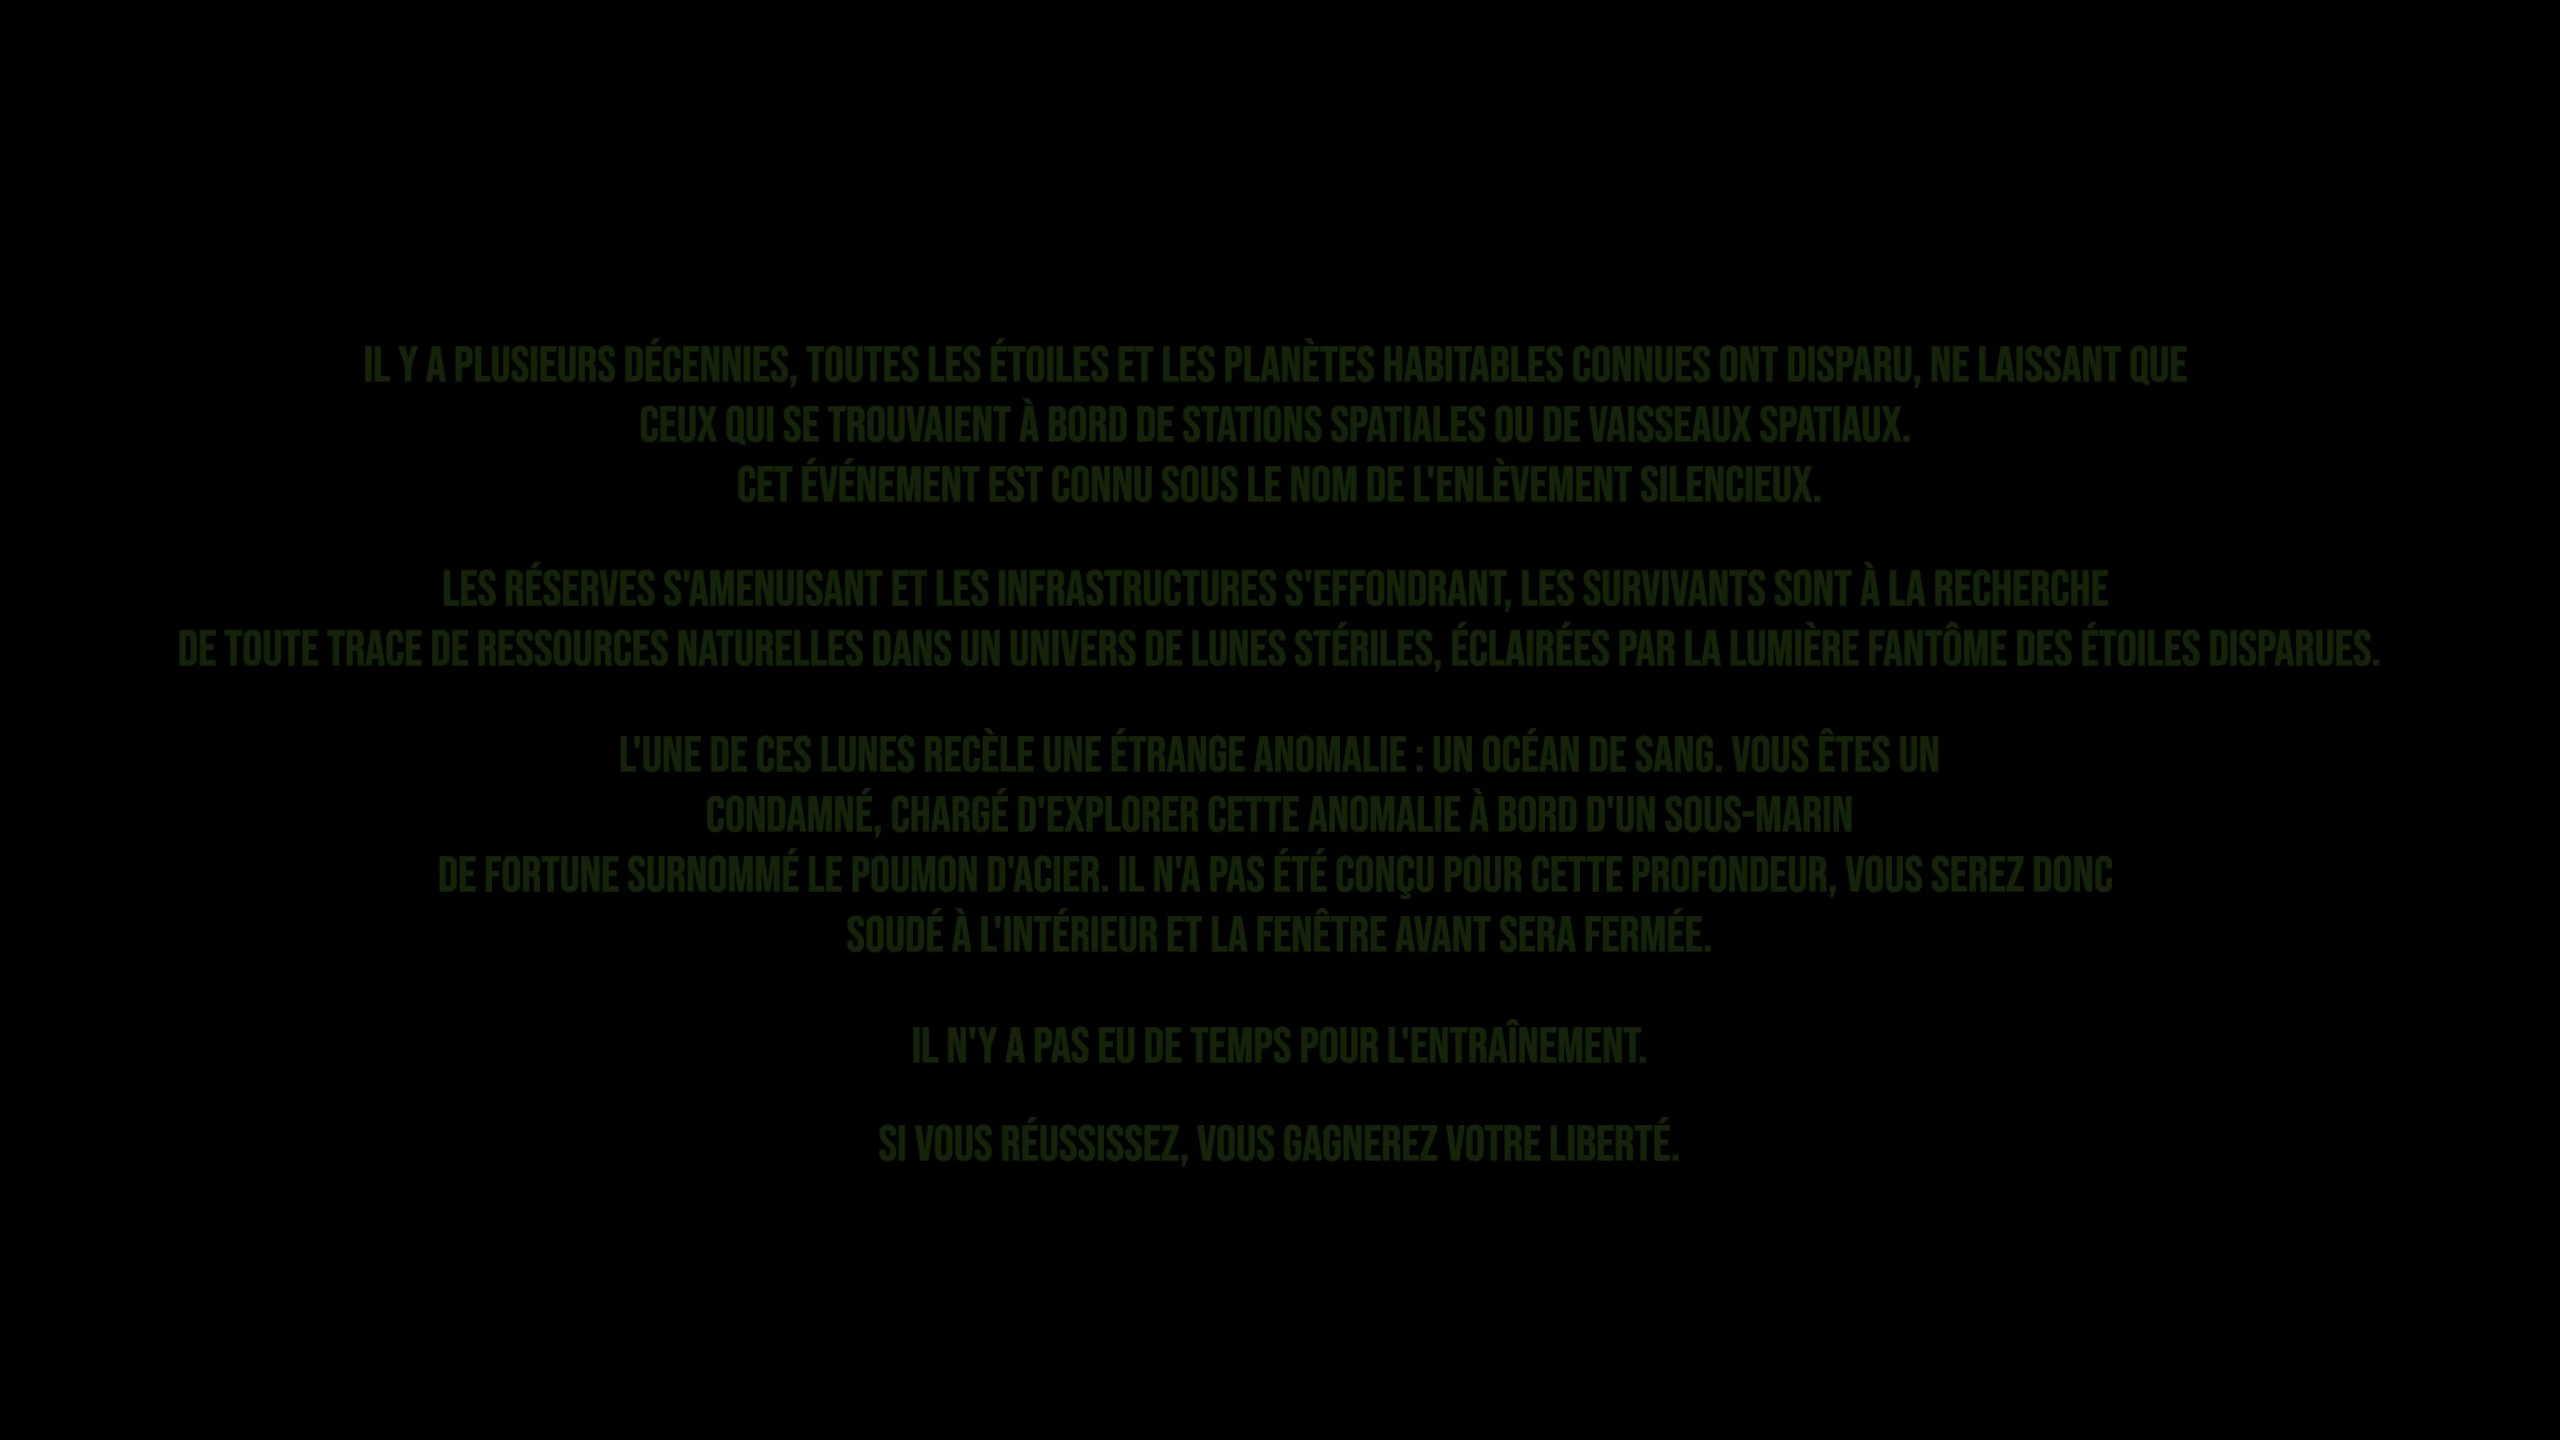 IL Y A PLUSIEURS DÉCENNIES, TOUTES LES ÉTOILES ET LES PLANÈTES HABITABLES CONNUES ONT DISPARU, NE LAISSANT QUE
CEUX QUI SE TROUVAIENT À BORD DE STATIONS SPATIALES OU DE VAISSEAUX SPATIAUX.
CET ÉVÉNEMENT EST CONNU SOUS LE NOM DE L'ENLÈVEMENT SILENCIEUX.
LES RÉSERVES S'AMENUISANT ET LES INFRASTRUCTURES S'EFFONDRANT, LES SURVIVANTS SONT À LA RECHERCHE
DE TOUTE TRACE DE RESSOURCES NATURELLES DANS UN UNIVERS DE LUNES STÉRILES, ÉCLAIRÉES PAR LA LUMIÈRE FANTÔME DES ÉTOILES DISPARUES.
L'UNE DE CES LUNES RECÈLE UNE ÉTRANGE ANOMALIE : UN OCÉAN DE SANG. VOUS ÊTES UN
CONDAMNÉ, CHARGÉ D'EXPLORER CETTE ANOMALIE À BORD D'UN SOUS-MARIN
DE FORTUNE SURNOMMÉ LE POUMON D'ACIER. IL N'A PAS ÉTÉ CONÇU POUR CETTE PROFONDEUR, VOUS SEREZ DONC
SOUDÉ À L'INTÉRIEUR ET LA FENÊTRE AVANT SERA FERMÉE.
IL N'Y A PAS EU DE TEMPS POUR L'ENTRAÎNEMENT.
SI VOUS RÉUSSISSEZ, VOUS GAGNEREZ VOTRE LIBERTÉ.